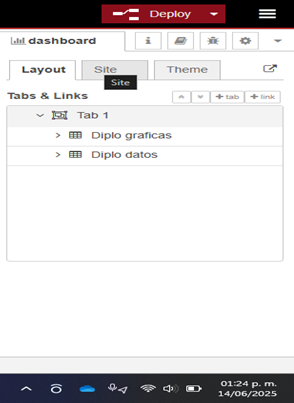 Deploy
dashboard
Layout Site Theme
Site
Tabs & Links + tab + link
Tab 1
Diplo graficas
Diplo datos
01:24 p. m.
14/06/2025